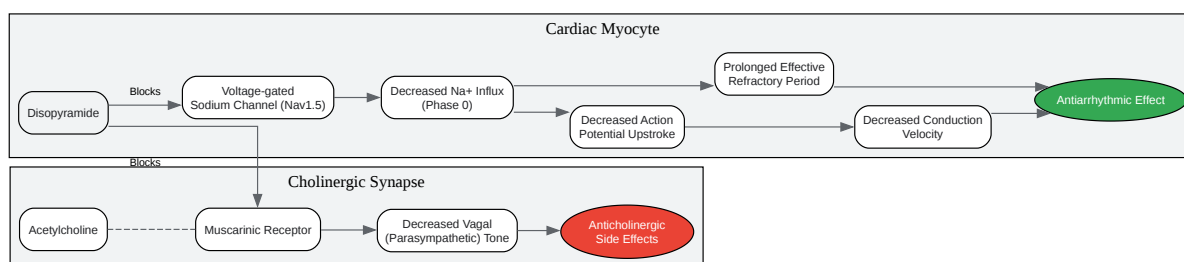 Cardiac Myocyte
Disopyramide
Blocks
Voltage-gated
Sodium Channel (Nav1.5)
Decreased Na+ Influx
(Phase 0)
Prolonged Effective
Refractory Period
Decreased Action
Potential Upstroke
Decreased Conduction
Velocity
Antiarrhythmic Effect
Blocks
Cholinergic Synapse
Acetylcholine
Muscarinic Receptor
Decreased Vagal
(Parasympathetic) Tone
Anticholinergic
Side Effects